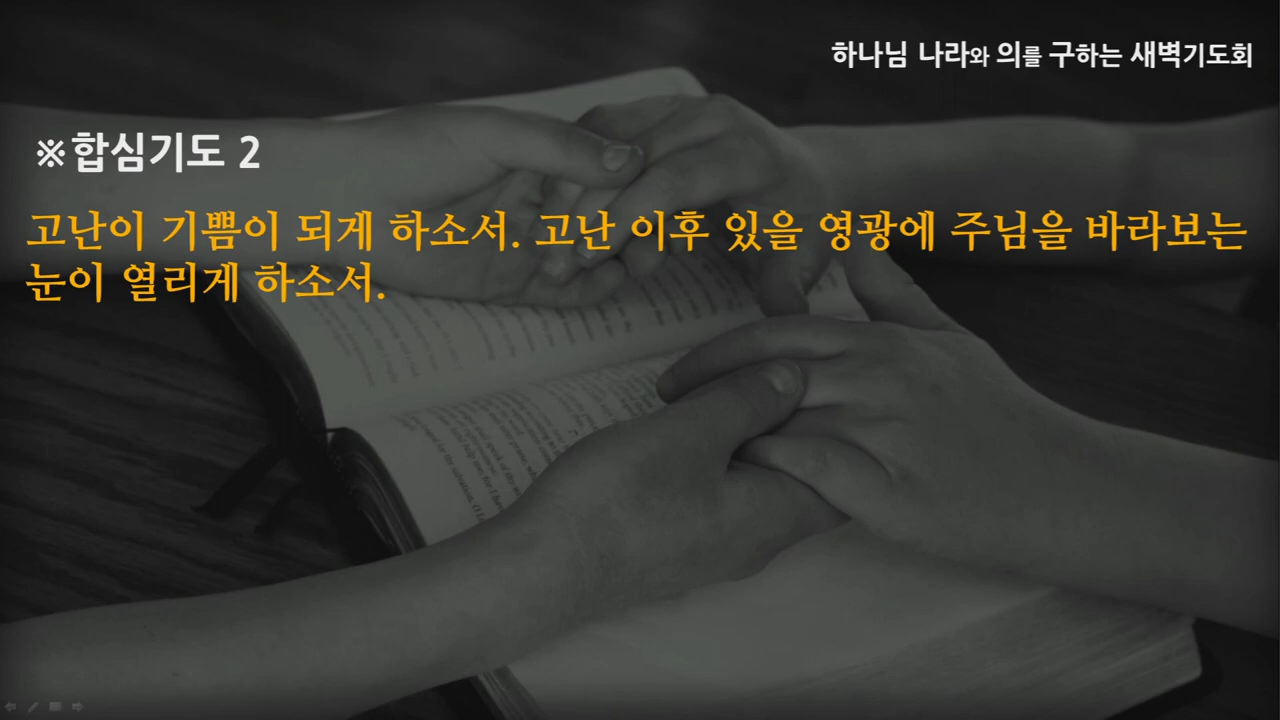 하나님 나라와 의를 구하는 새벽기도회
※합심기도 2
고난이 기쁨이 되게 하소서. 고난 이후 있을 영광에 주님을 바라보는
눈이 열리게 하소서.